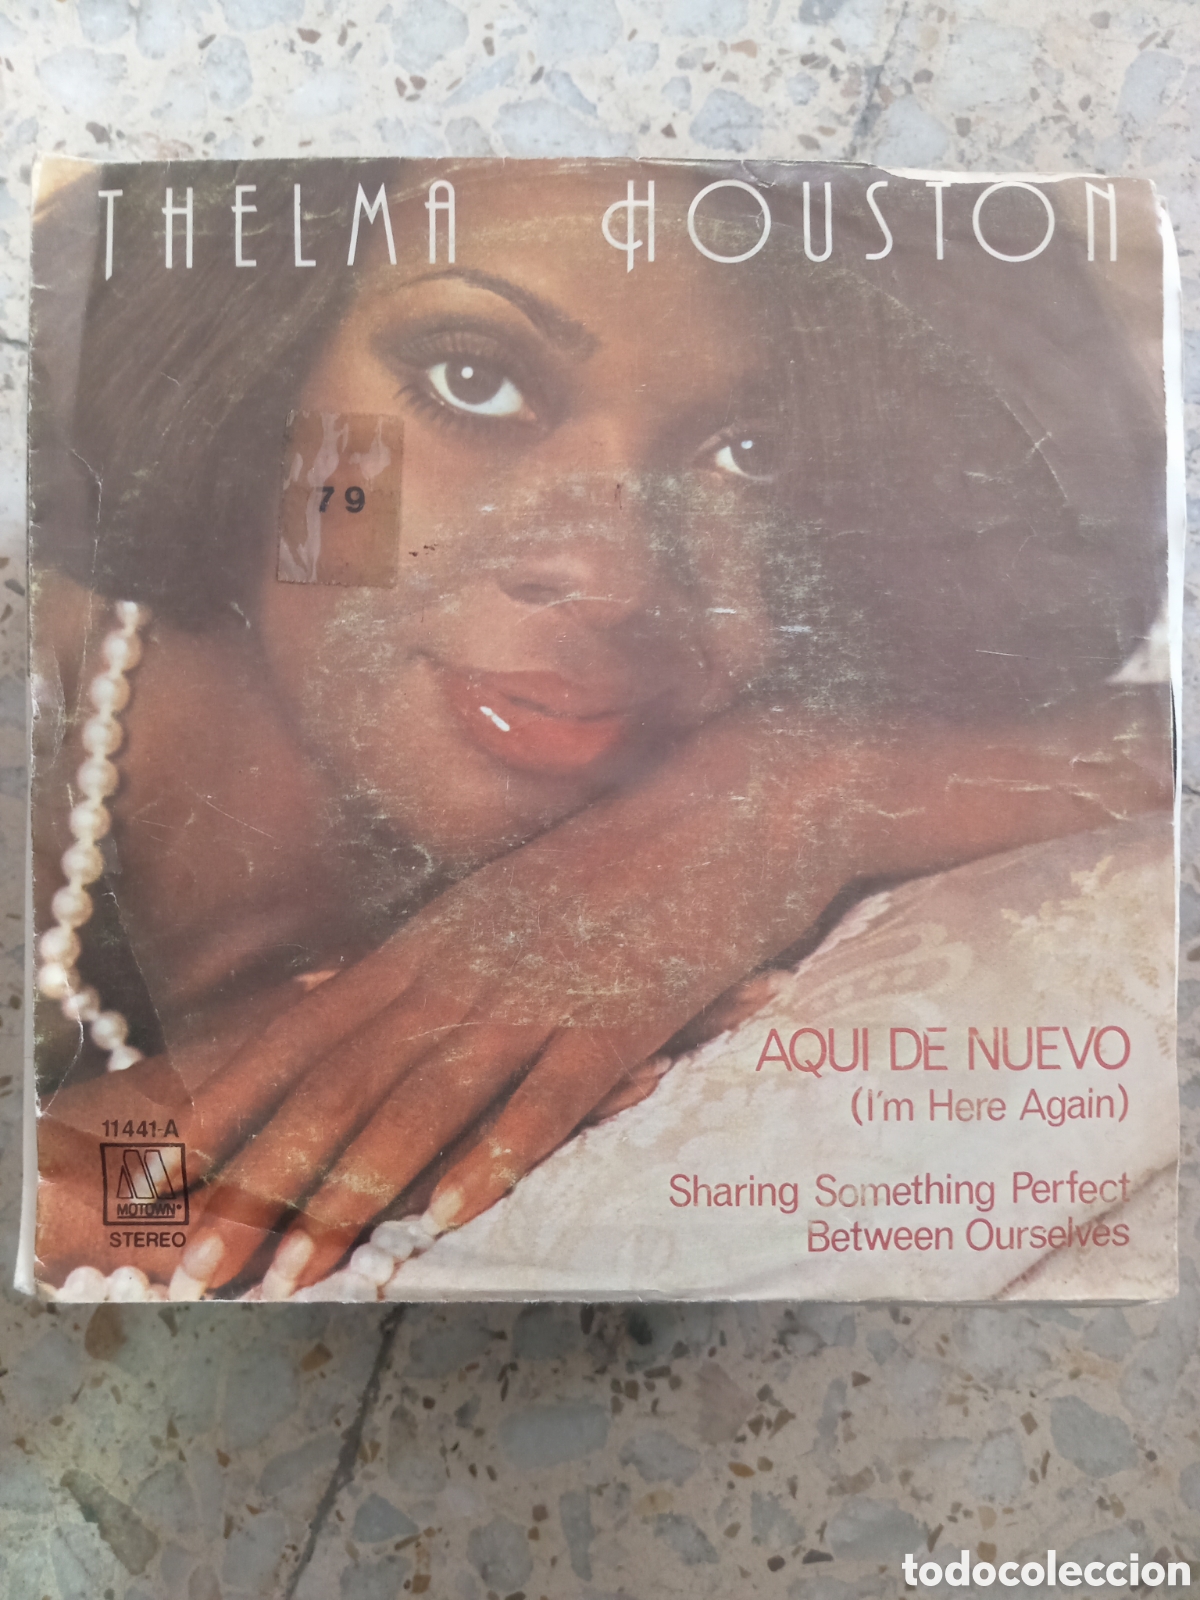 THELMA HOUSTON
79
AQUI DE NUEVO
(I'm Here Again)
Sharing Something Perfect
Between Ourselves
11441-A
MOTOWN
STEREO
todocoleccion